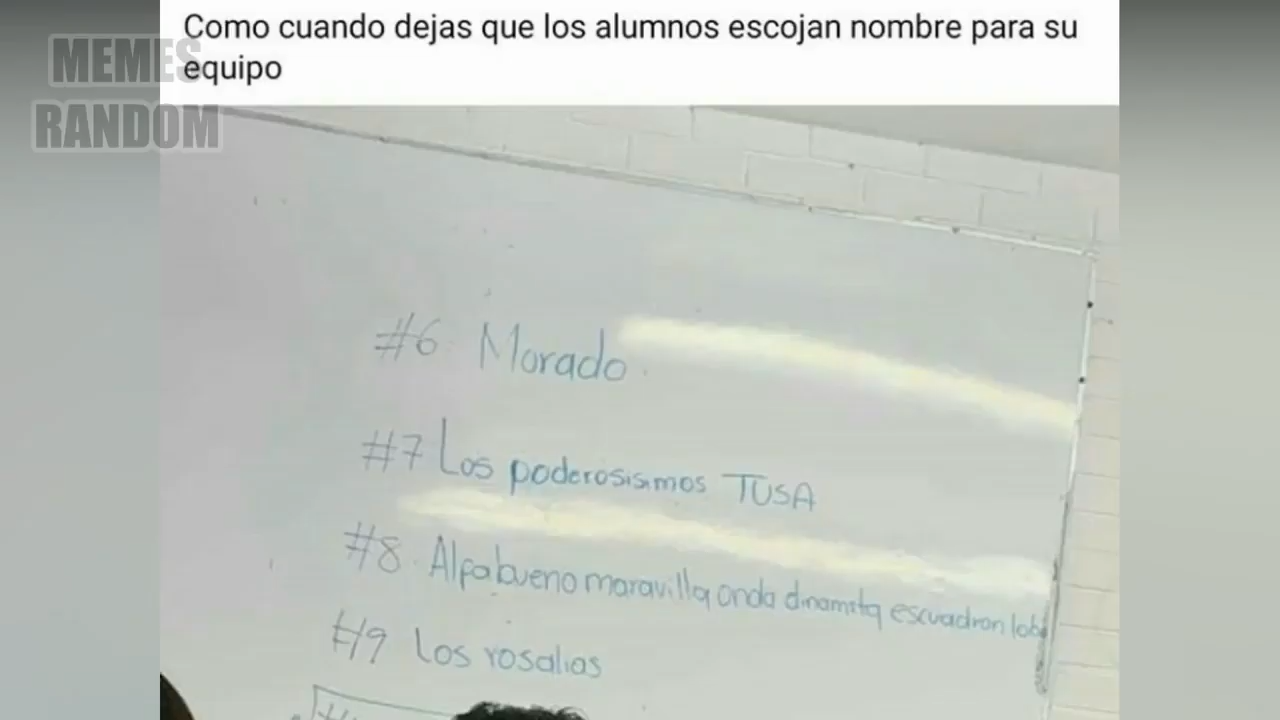 Como cuando dejas que los alumnos escojan nombre para su
equipo
MEMES
RANDOM
#6 Morado
#7 Los poderosisimos TUSA
#8 Alfabueno maravilla onda dinamita escuadron lobo
#9 Los rosalias